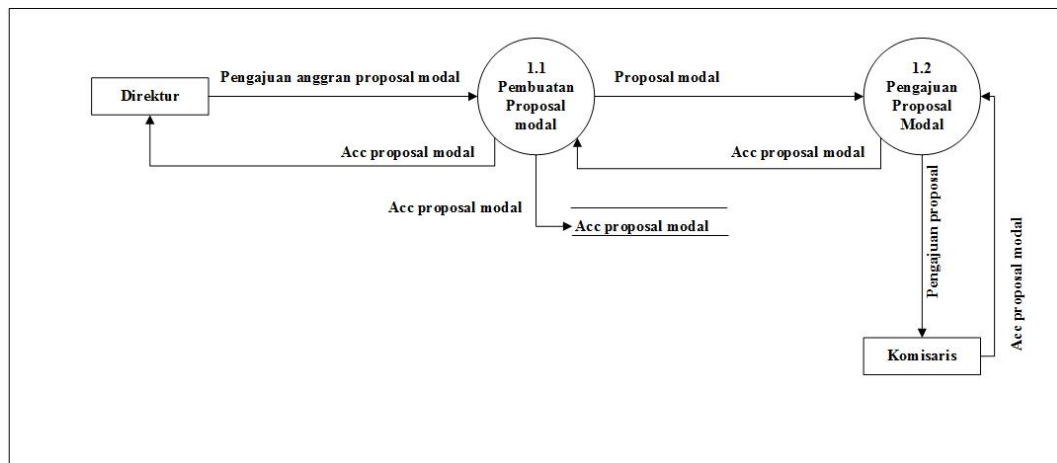 Direktur
Pengajuan anggran proposal modal
1.1
Pembuatan
Proposal
modal
Proposal modal
1.2
Pengajuan
Proposal
Modal
Acc proposal modal
Acc proposal modal
Acc proposal modal
Acc proposal modal
Pengajuan proposal
Acc proposal modal
Komisaris